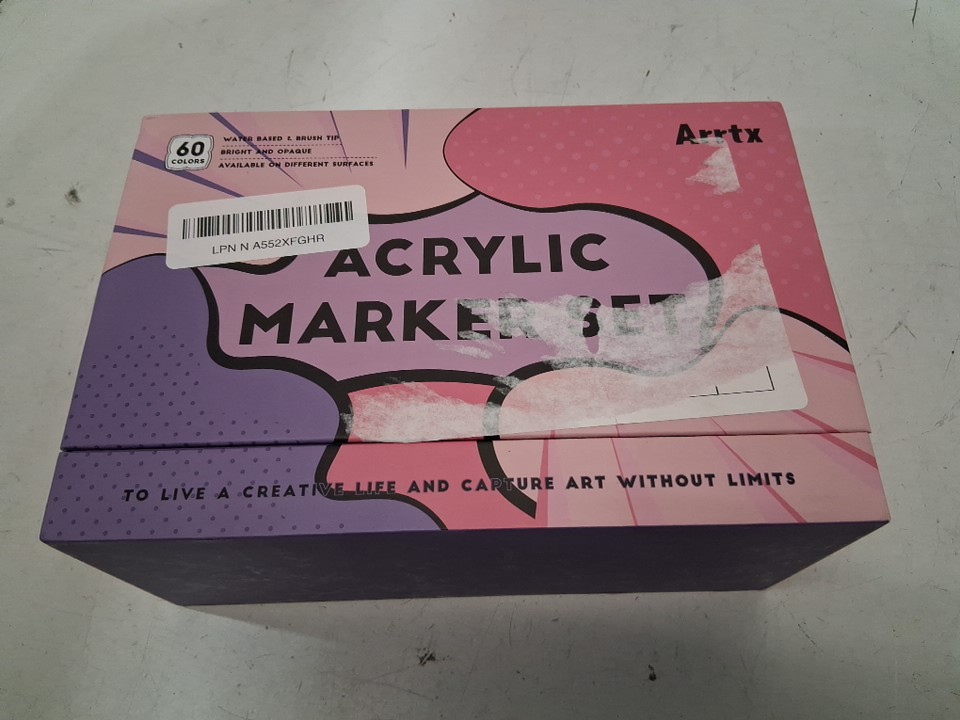 60
COLORS
WATER BASED & BRUSH TIP
BRIGHT AND OPAQUE
AVAILABLE ON DIFFERENT SURFACES
Arrtx
LPN N A552XFGHR
ACRYLIC
MARKER SET
TO LIVE A CREATIVE LIFE AND CAPTURE ART WITHOUT LIMITS